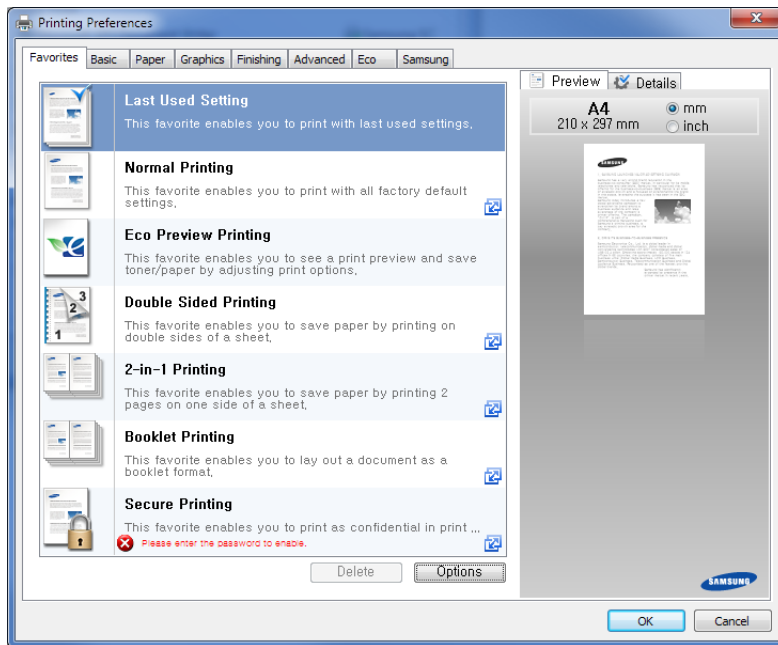 Printing Preferences
Favorites Basic Paper Graphics Finishing Advanced Eco Samsung
Last Used Setting
This favorite enables you to print with last used settings.
Normal Printing
This favorite enables you to print with all factory default
settings.
Eco Preview Printing
This favorite enables you to see a print preview and save
toner/paper by adjusting print options.
Double Sided Printing
This favorite enables you to save paper by printing on
double sides of a sheet.
2-in-1 Printing
This favorite enables you to save paper by printing 2
pages on one side of a sheet.
Booklet Printing
This favorite enables you to lay out a document as a
booklet format.
Secure Printing
This favorite enables you to print as confidential in print ...
Please enter the password to enable.
Delete Options
Preview Details
A4 mm
210 x 297 mm inch
SAMSUNG
SAMSUNG
OK Cancel
1
2
3